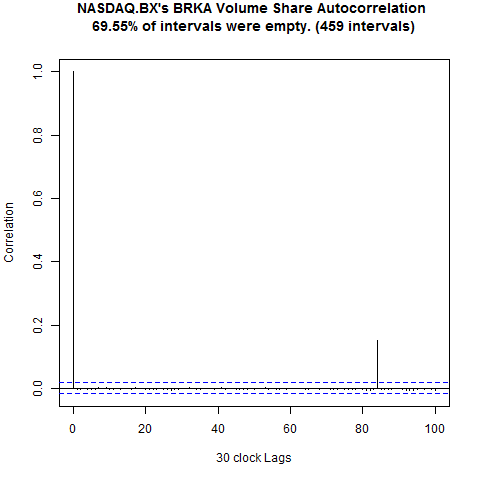 NASDAQ.BX's BRKA Volume Share Autocorrelation
69.55% of intervals were empty. (459 intervals)
1.0
0.8
0.6
0.4
0.2
0.0
Correlation
0 20 40 60 80 100
30 clock Lags